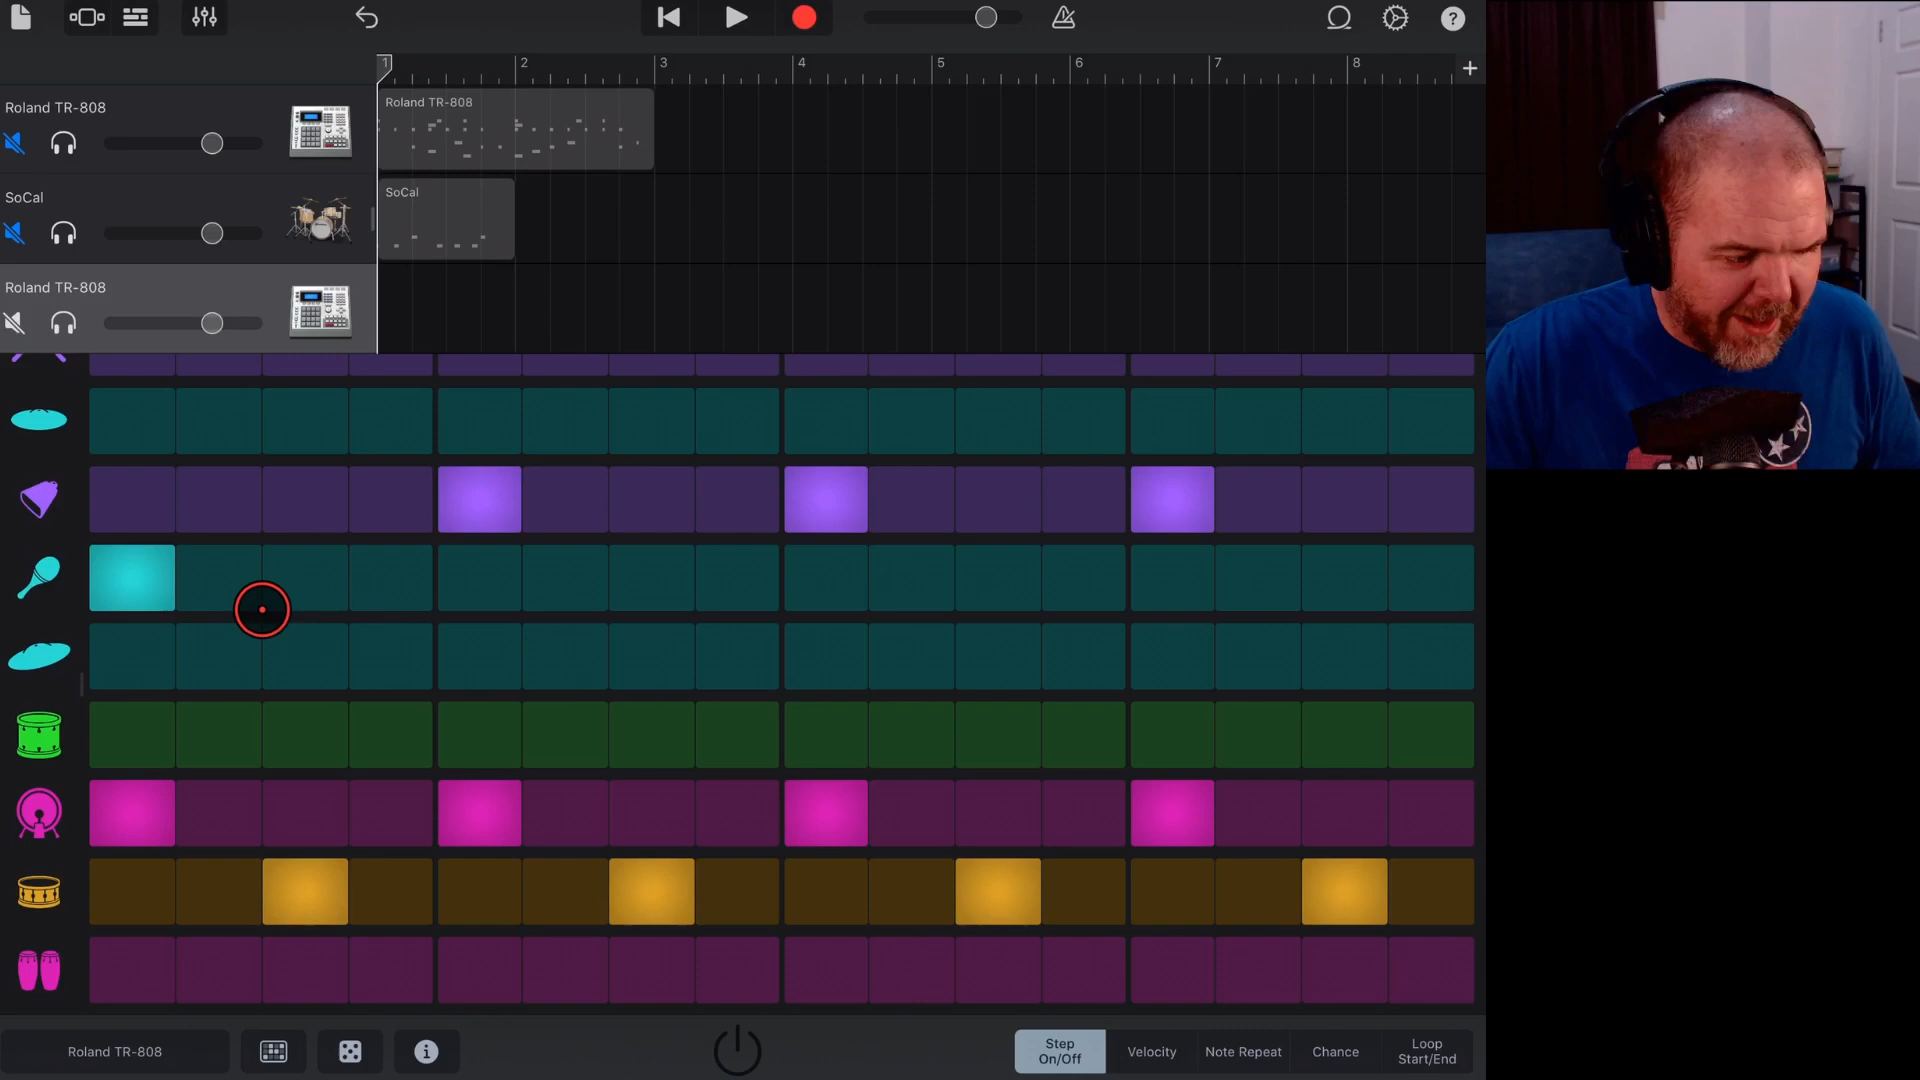 1
2
3
4
5
6
7
8
+
?
Roland TR-808
Roland TR-808
SoCal
SoCal
Roland TR-808
Roland TR-808
Step
On/Off
Velocity
Note Repeat
Chance
Loop
Start/End